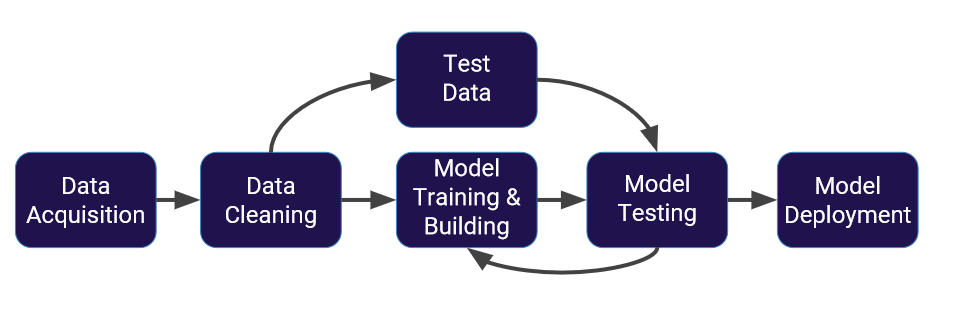 Test
Data
Data
Acquisition
Data
Cleaning
Model
Training &
Building
Model
Testing
Model
Deployment